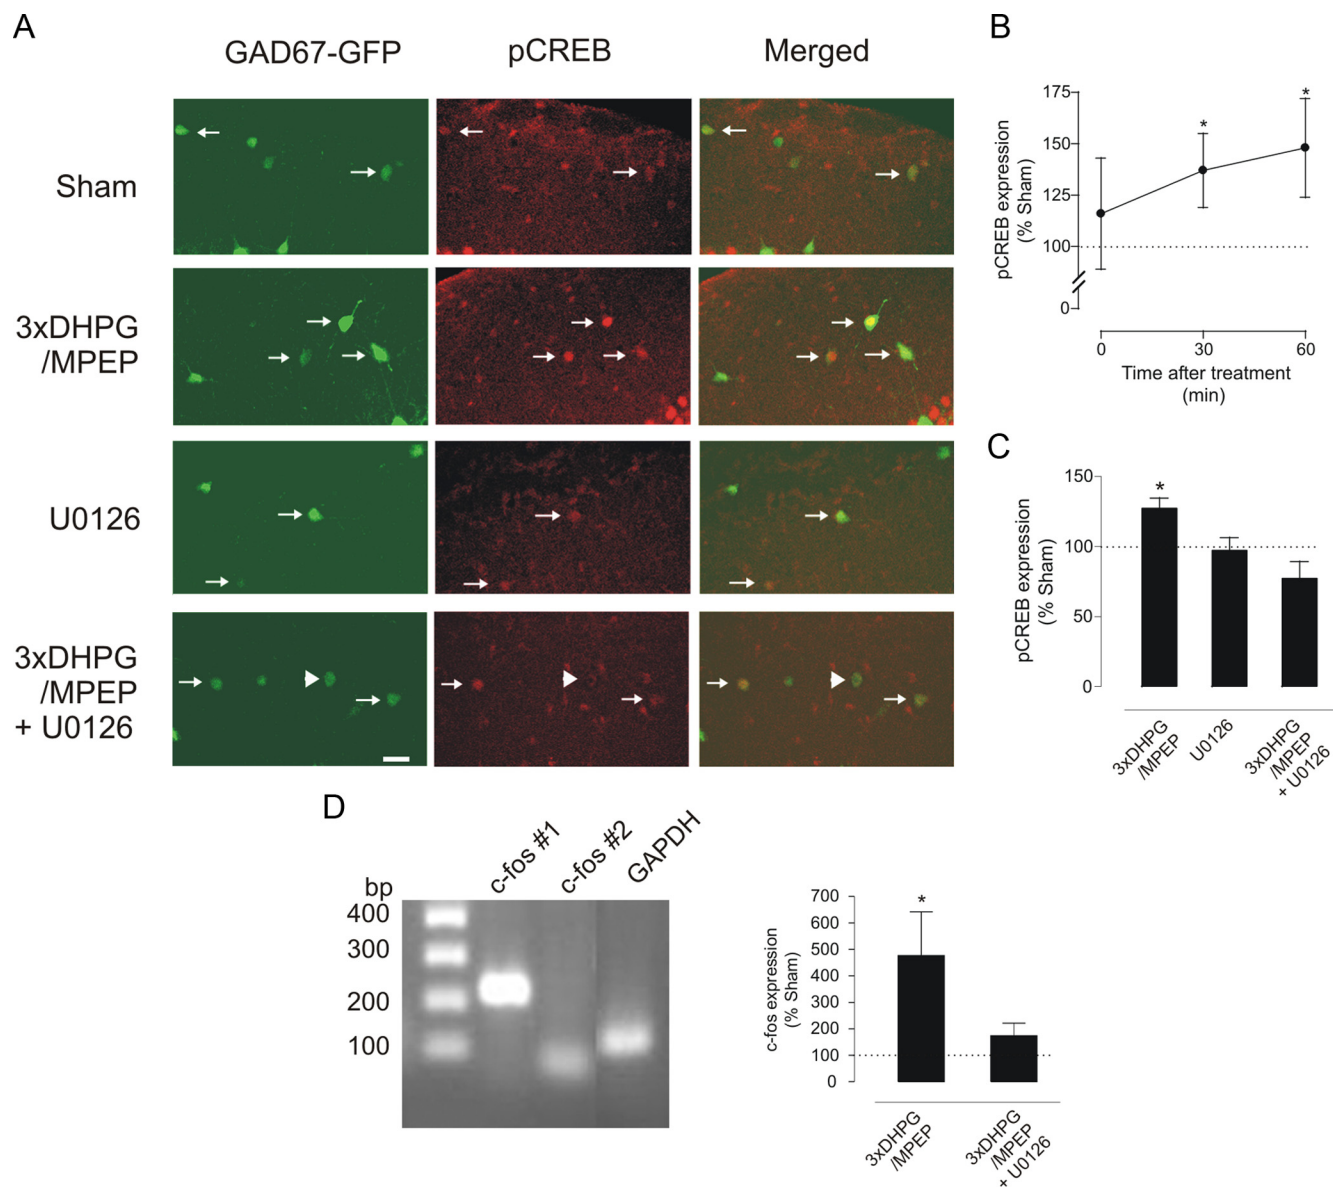 A
GAD67-GFP
pCREB
Merged
Sham
3xDHPG
/MPEP
U0126
3xDHPG
/MPEP
+ U0126
B
pCREB expression
(% Sham)
175
150
125
100
0
*
*
0
30
60
Time after treatment
(min)
C
pCREB expression
(% Sham)
150
100
50
0
*
3xDHPG
/MPEP
U0126
3xDHPG
/MPEP
+ U0126
D
bp
400
300
200
100
c-fos #1
c-fos #2
GAPDH
c-fos expression
(% Sham)
700
600
500
400
300
200
100
0
*
3xDHPG
/MPEP
3xDHPG
/MPEP
+ U0126